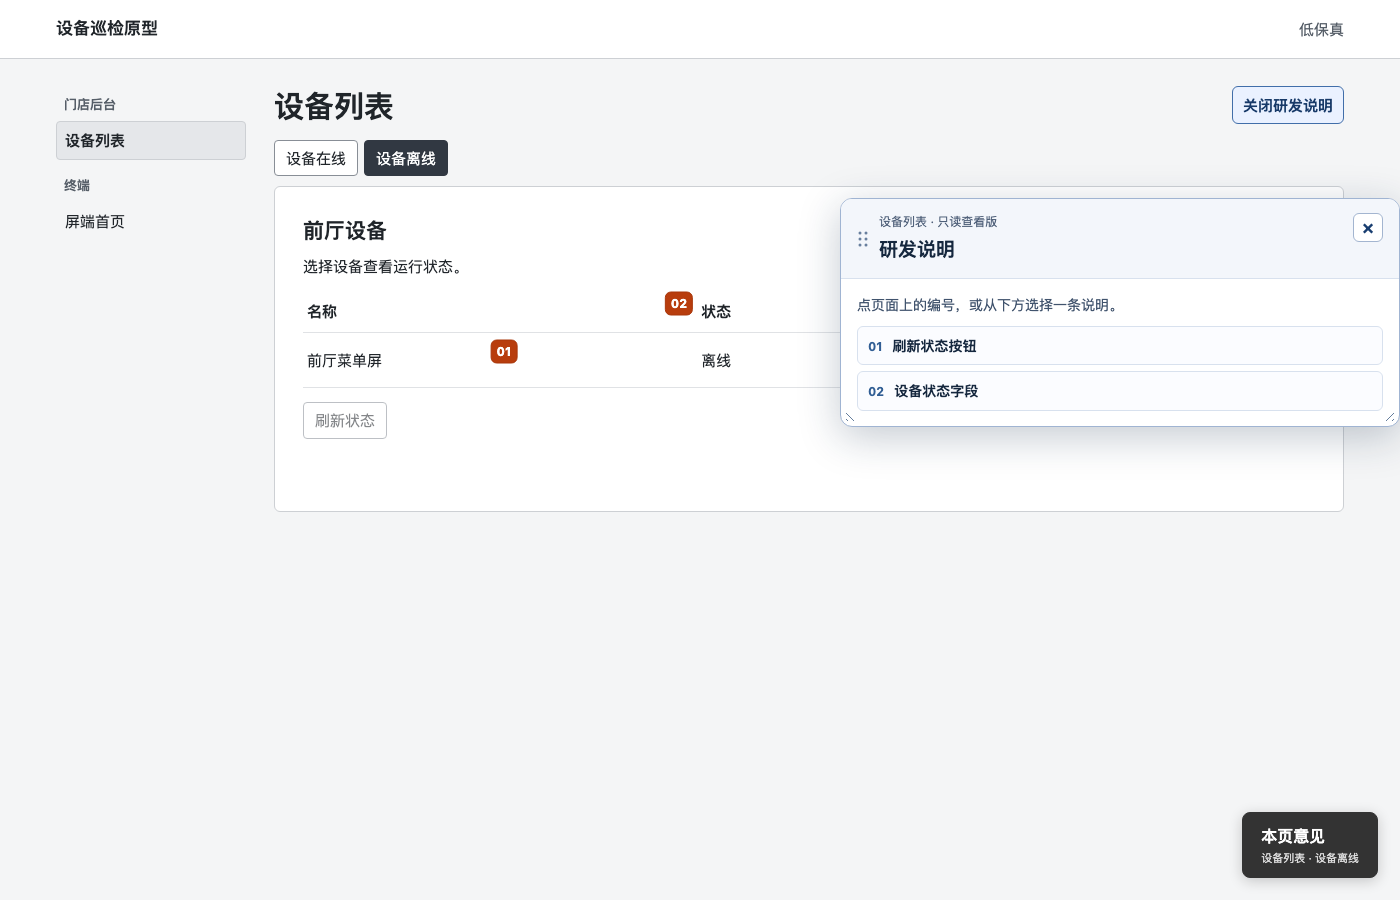 设备巡检原型
低保真
门店后台
设备列表
终端
屏端首页
设备列表
关闭研发说明
设备在线
设备离线
前厅设备
选择设备查看运行状态。
名称
02
状态
前厅菜单屏
01
离线
刷新状态
设备列表 · 只读查看版
研发说明
点页面上的编号，或从下方选择一条说明。
01 刷新状态按钮
02 设备状态字段
本页意见
设备列表 · 设备离线